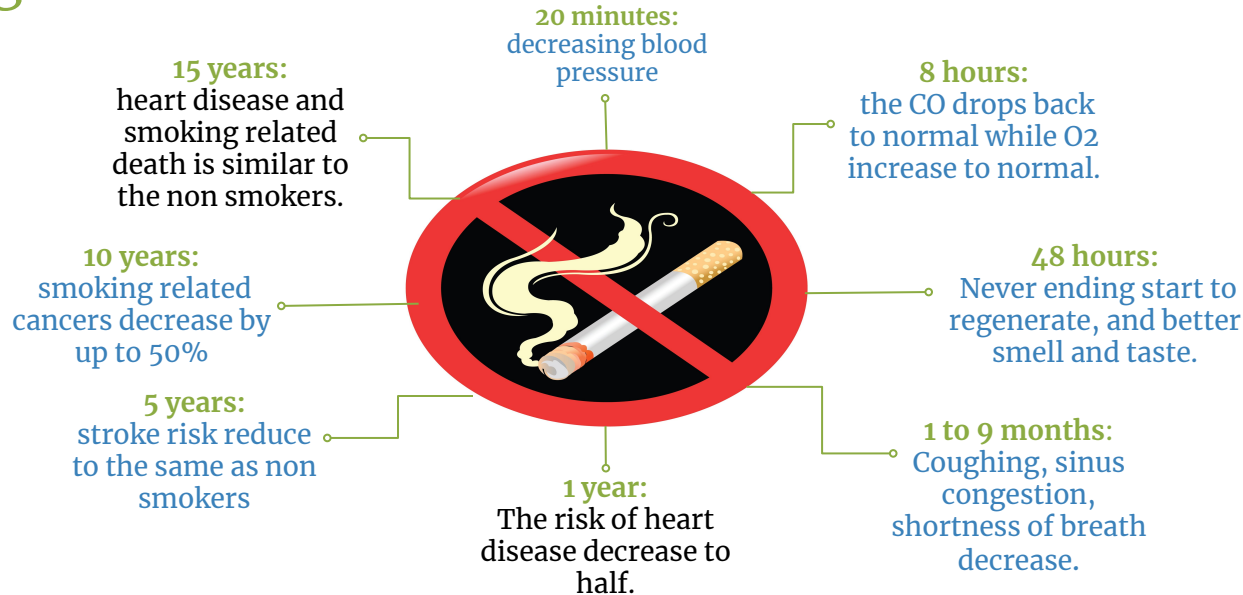 20 minutes:
decreasing blood
pressure
8 hours:
the CO drops back
to normal while O2
increase to normal.
48 hours:
Never ending start to
regenerate, and better
smell and taste.
1 to 9 months:
Coughing, sinus
congestion,
shortness of breath
decrease.
1 year:
The risk of heart
disease decrease to
half.
5 years:
stroke risk reduce
to the same as non
smokers
10 years:
smoking related
cancers decrease by
up to 50%
15 years:
heart disease and
smoking related
death is similar to
the non smokers.